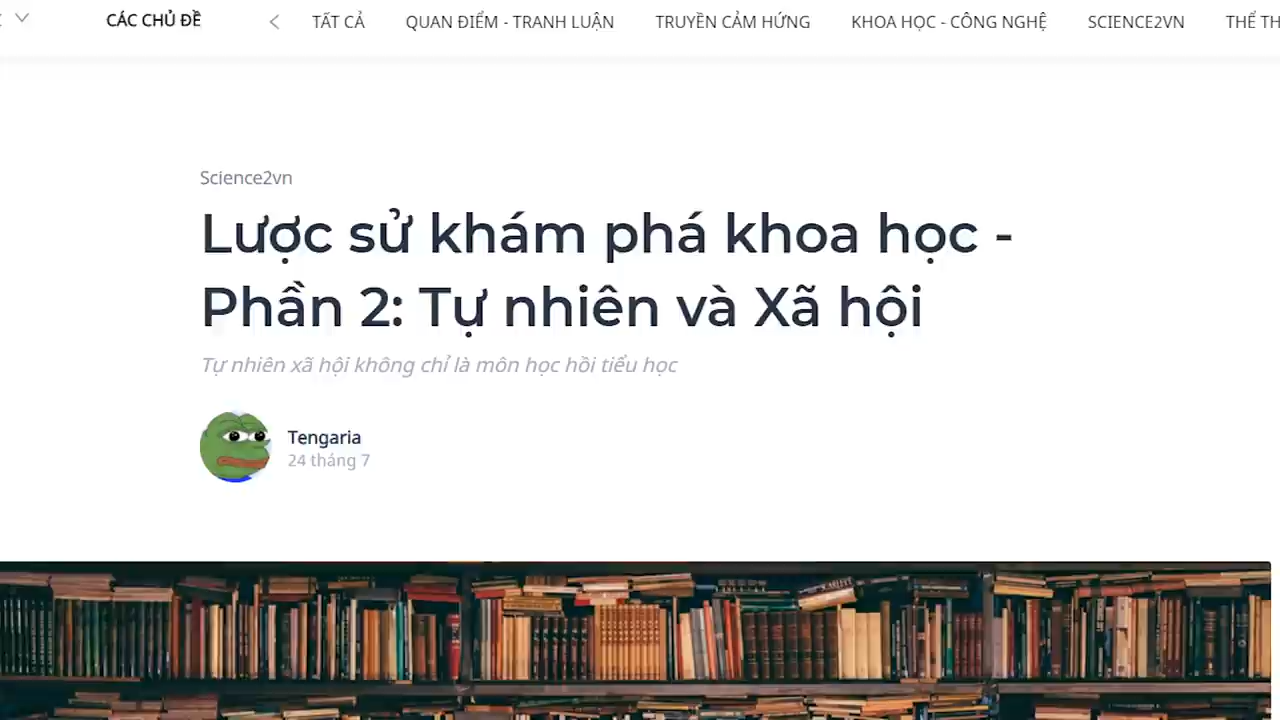 CÁC CHỦ ĐỀ
TẤT CẢ
QUAN ĐIỂM - TRANH LUẬN
TRUYỀN CẢM HỨNG
KHOA HỌC - CÔNG NGHỆ
SCIENCE2VN
THỂ TH
Science2vn
Lược sử khám phá khoa học -
Phần 2: Tự nhiên và Xã hội
Tự nhiên xã hội không chỉ là môn học hồi tiểu học
Tengaria
24 tháng 7